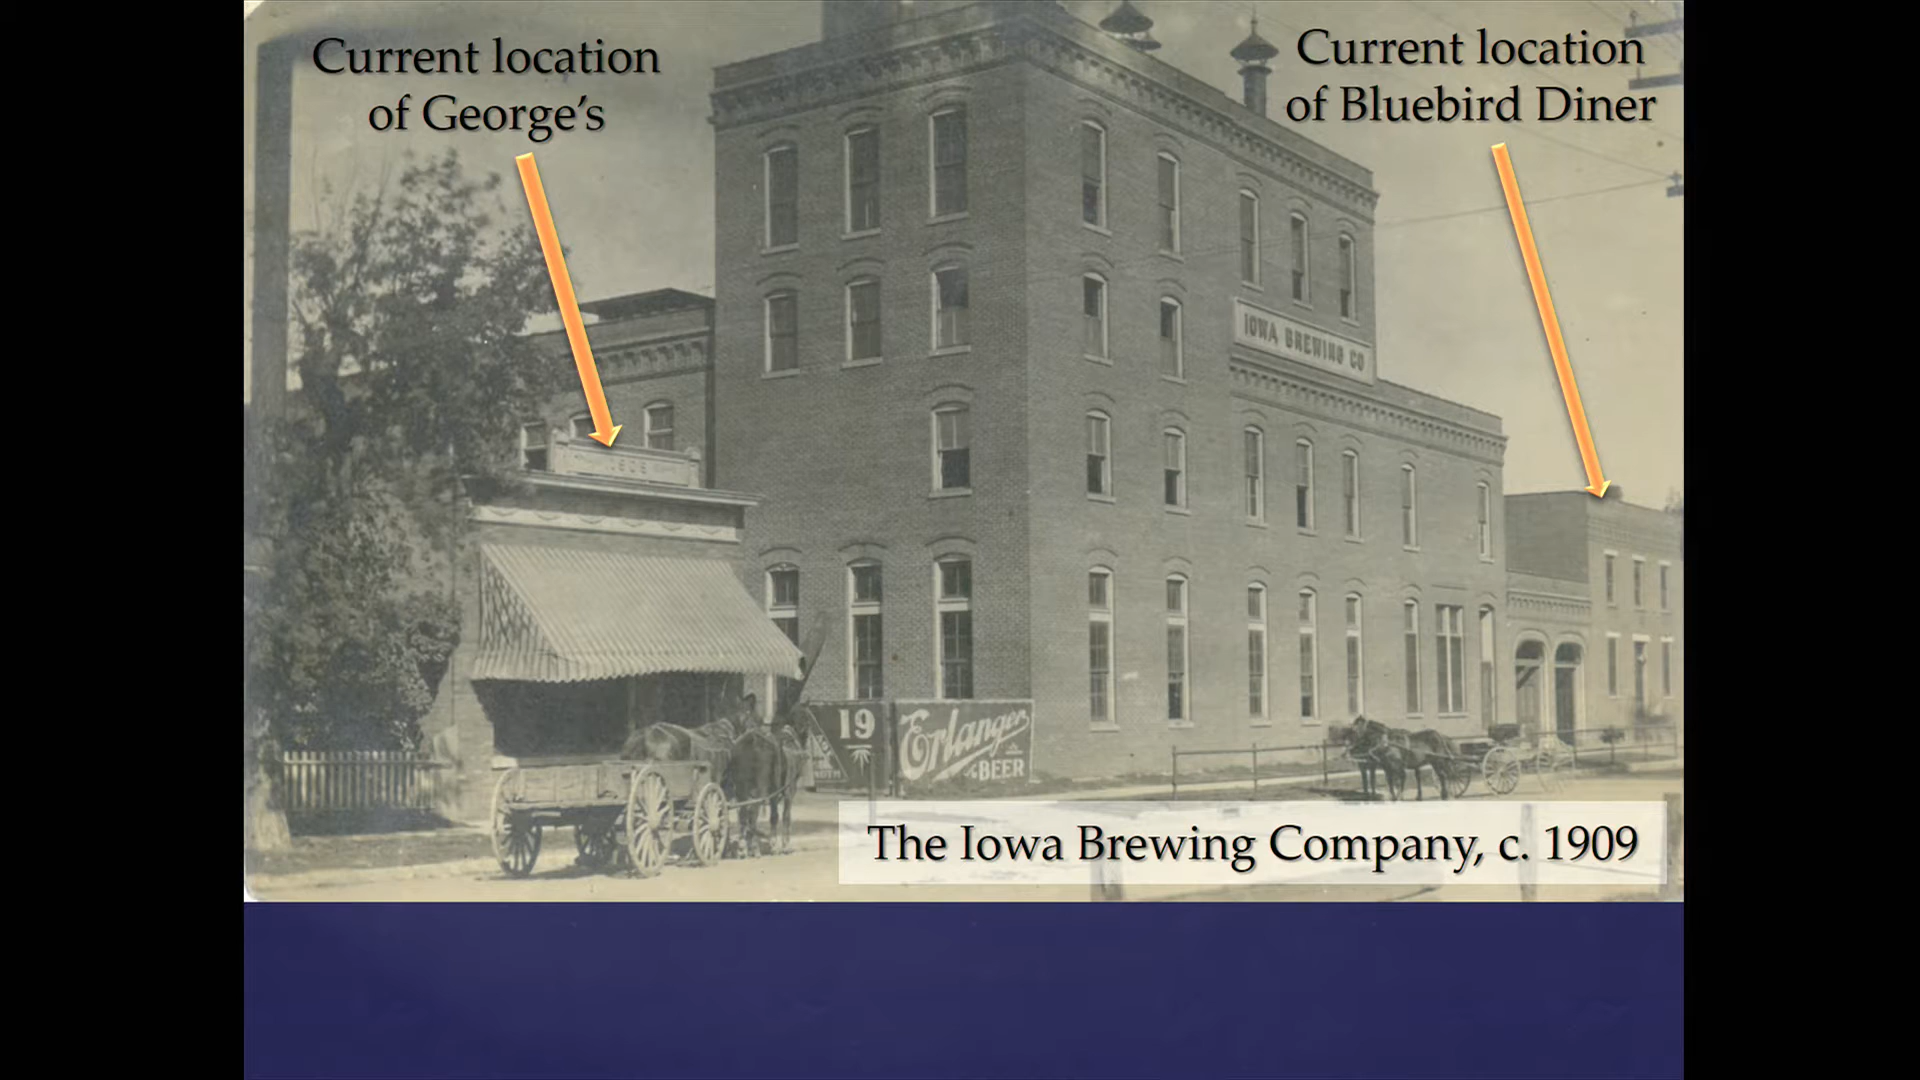 Current location
of George's
Current location
of Bluebird Diner
IOWA BREWING CO
19
Erlanger
BEER
The Iowa Brewing Company, c. 1909